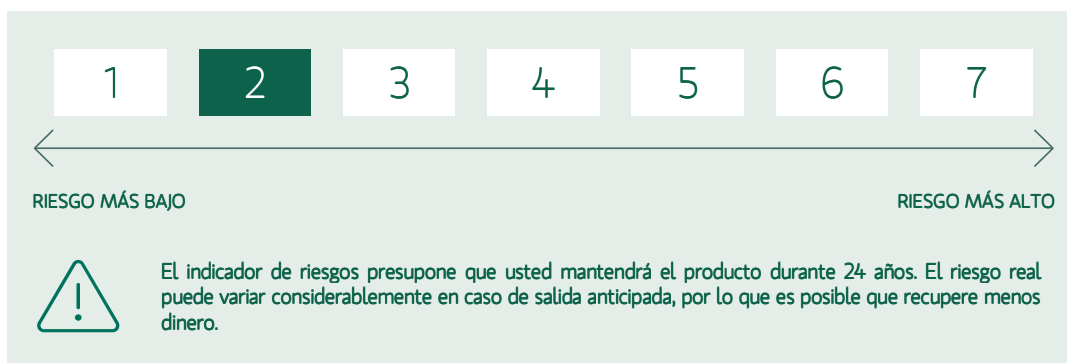 1 2 3 4 5 6 7
RIESGO MÁS BAJO RIESGO MÁS ALTO
El indicador de riesgos presupone que usted mantendrá el producto durante 24 años. El riesgo real
puede variar considerablemente en caso de salida anticipada, por lo que es posible que recupere menos
dinero.